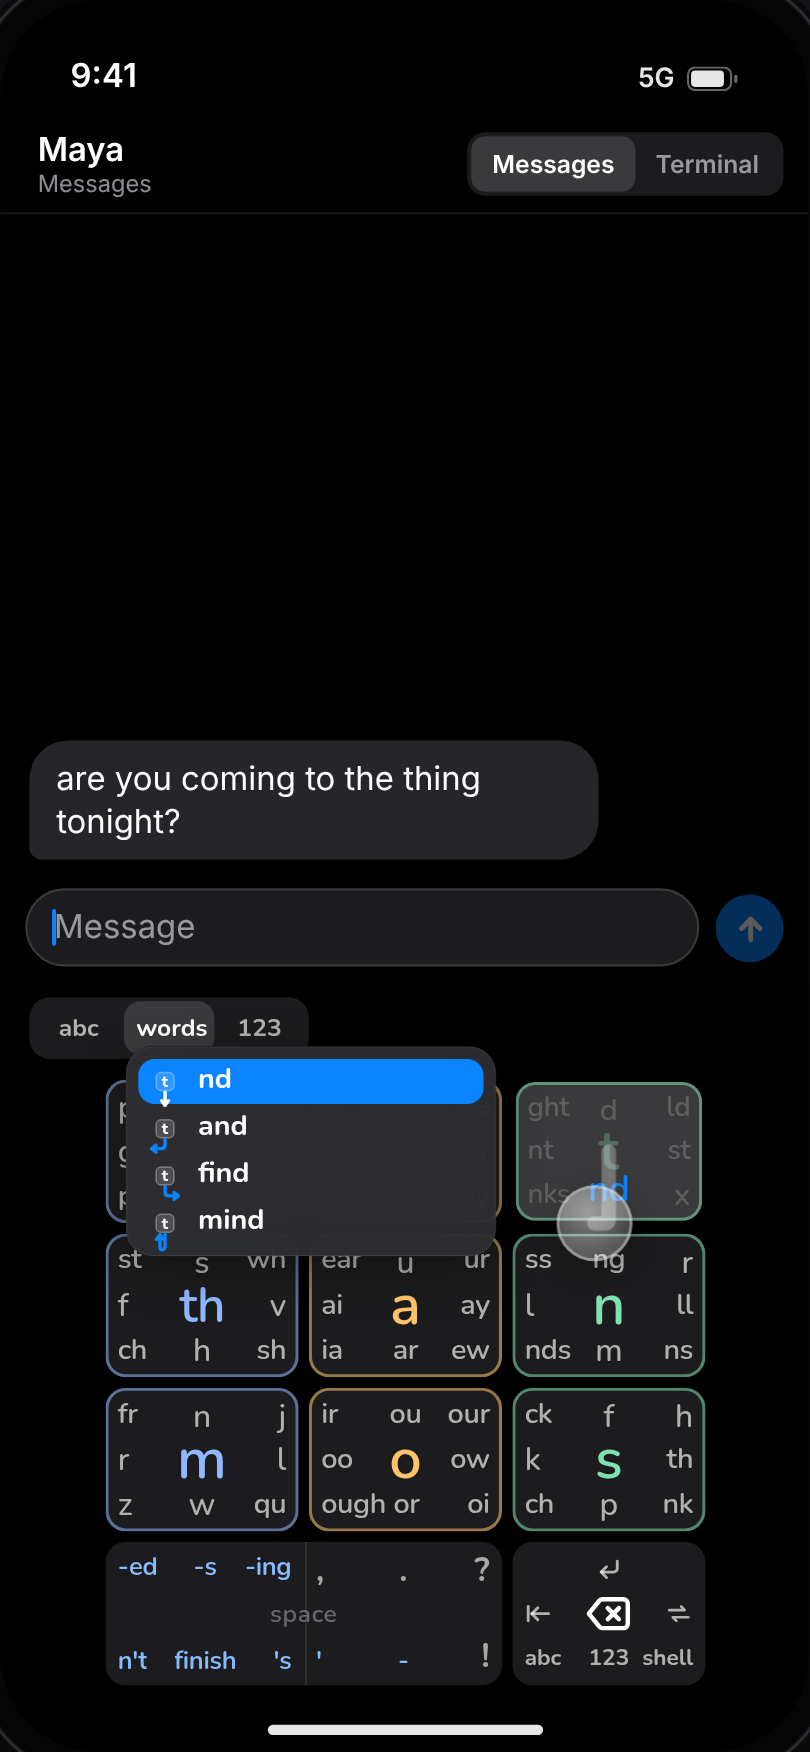 9:41
5G
Maya
Messages
Messages Terminal
are you coming to the thing
tonight?
Message
abc words 123
t nd
t and
t find
t mind
ght d ld
nt t st
nks nd x
st s wh
f th v
ch h sh
ear u ur
ai a ay
ia ar ew
ss ng r
l n ll
nds m ns
fr n j
r m l
z w qu
ir ou our
oo o ow
ough or oi
ck f h
k s th
ch p nk
-ed -s -ing , . ?
space
n't finish 's ' - !
abc 123 shell